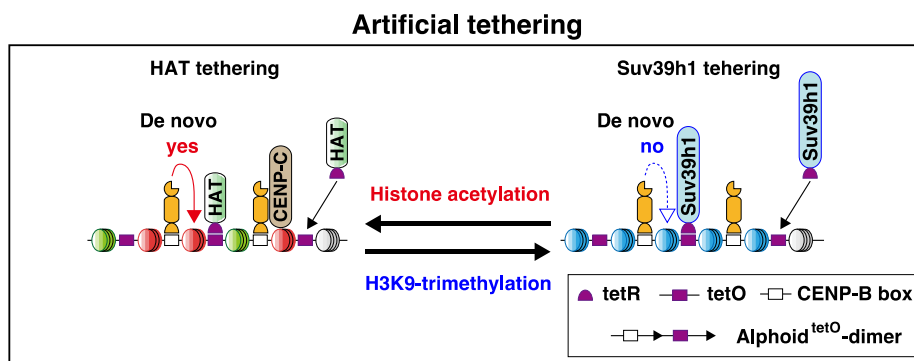 Artificial tethering
HAT tethering
Suv39h1 tehering
De novo
yes
HAT
CENP-C
HAT
Histone acetylation
H3K9-trimethylation
De novo
no
Suv39h1
Suv39h1
tetR
tetO
CENP-B box
Alphoid tetO-dimer